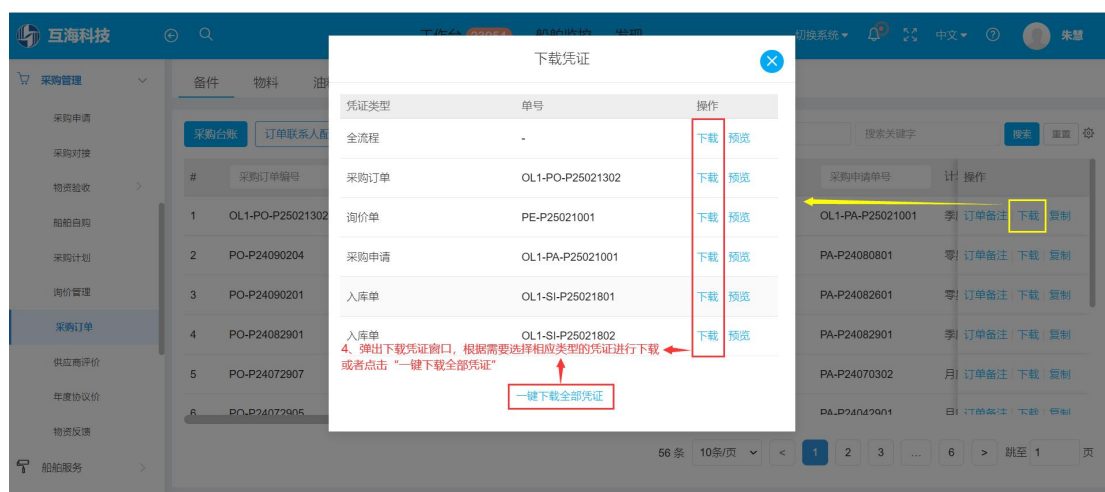 互海科技
工作台 23054 船舶监控 发现
切换系统
中文
朱慧
采购管理
采购申请
采购对接
物资验收
船舶自购
采购计划
询价管理
采购订单
供应商评价
年度协议价
物资反馈
船舶服务
备件 物料
采购台账 订单联系人配
搜索关键字 搜索 重置
# 采购订单编号 采购申请单号 操作
1 OL1-PO-P25021302 OL1-PA-P25021001 季 订单备注 下载 复制
2 PO-P24090204 PA-P24080801 零 订单备注 下载 复制
3 PO-P24090201 PA-P24082601 零 订单备注 下载 复制
4 PO-P24082901 PA-P24082901 季 订单备注 下载 复制
5 PO-P24072907 PA-P24070302 月 订单备注 下载 复制
6 PO-P24072905 PA-P24042901 订单备注 下载 复制
下载凭证
凭证类型 单号 操作
全流程 - 下载 预览
采购订单 OL1-PO-P25021302 下载 预览
询价单 PE-P25021001 下载 预览
采购申请 OL1-PA-P25021001 下载 预览
入库单 OL1-SI-P25021801 下载 预览
入库单 OL1-SI-P25021802 下载 预览
4、弹出下载凭证窗口，根据需要选择相应类型的凭证进行下载
或者点击“一键下载全部凭证”
一键下载全部凭证
56 条 10条/页 < 1 2 3 ... 6 > 跳至 1 页